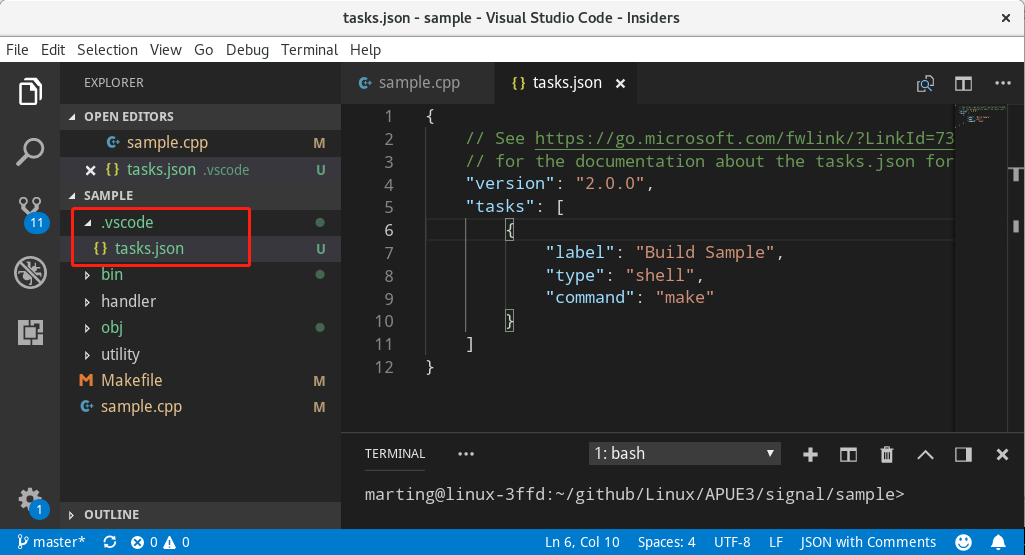 tasks.json - sample - Visual Studio Code - Insiders
File Edit Selection View Go Debug Terminal Help
EXPLORER
OPEN EDITORS
sample.cpp M
tasks.json .vscode U
SAMPLE
.vscode
tasks.json U
bin
handler
obj
utility
Makefile M
sample.cpp M
OUTLINE
11
1
sample.cpp tasks.json
1 {
2 // See https://go.microsoft.com/fwlink/?LinkId=73
3 // for the documentation about the tasks.json for
4 "version": "2.0.0",
5 "tasks": [
6 {
7 "label": "Build Sample",
8 "type": "shell",
9 "command": "make"
10 }
11 ]
12 }
TERMINAL ••• 1: bash
marting@linux-3ffd:~/github/Linux/APUE3/signal/sample>
master* 0 0 Ln 6, Col 10 Spaces: 4 UTF-8 LF JSON with Comments